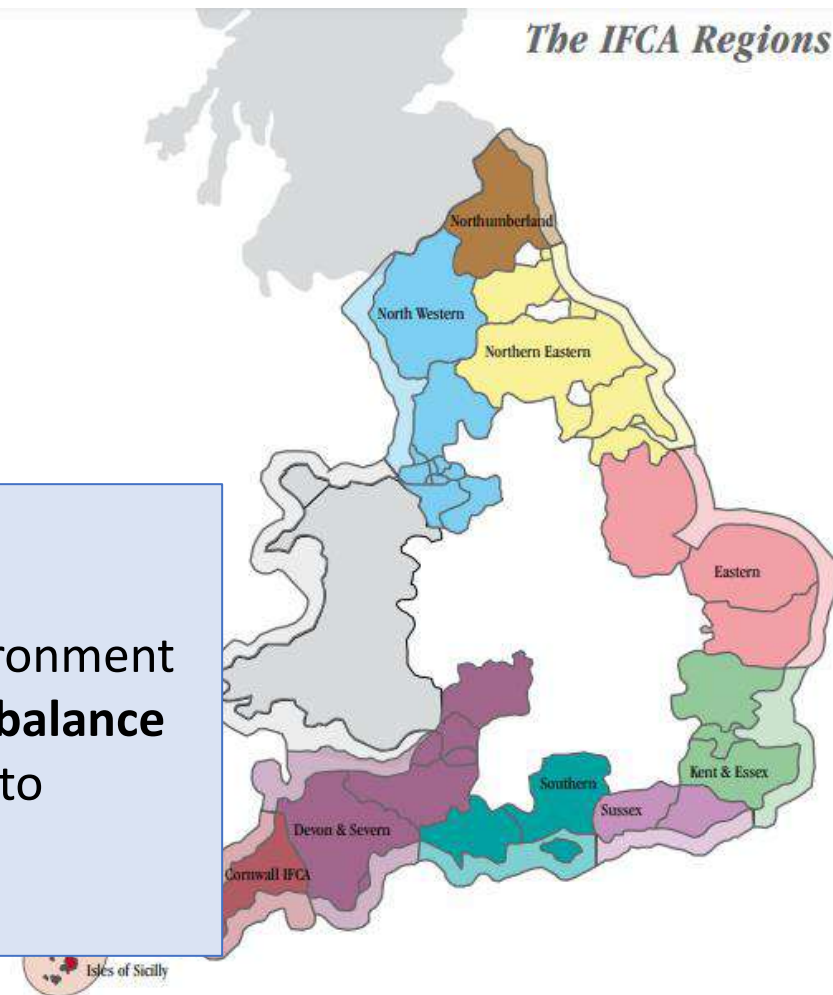 The IFCA Regions
Northumberland
North Western
Northern Eastern
Eastern
Kent & Essex
Southern
Sussex
Devon & Severn
Cornwall IFCA
Isles of Sicilly
balance
to